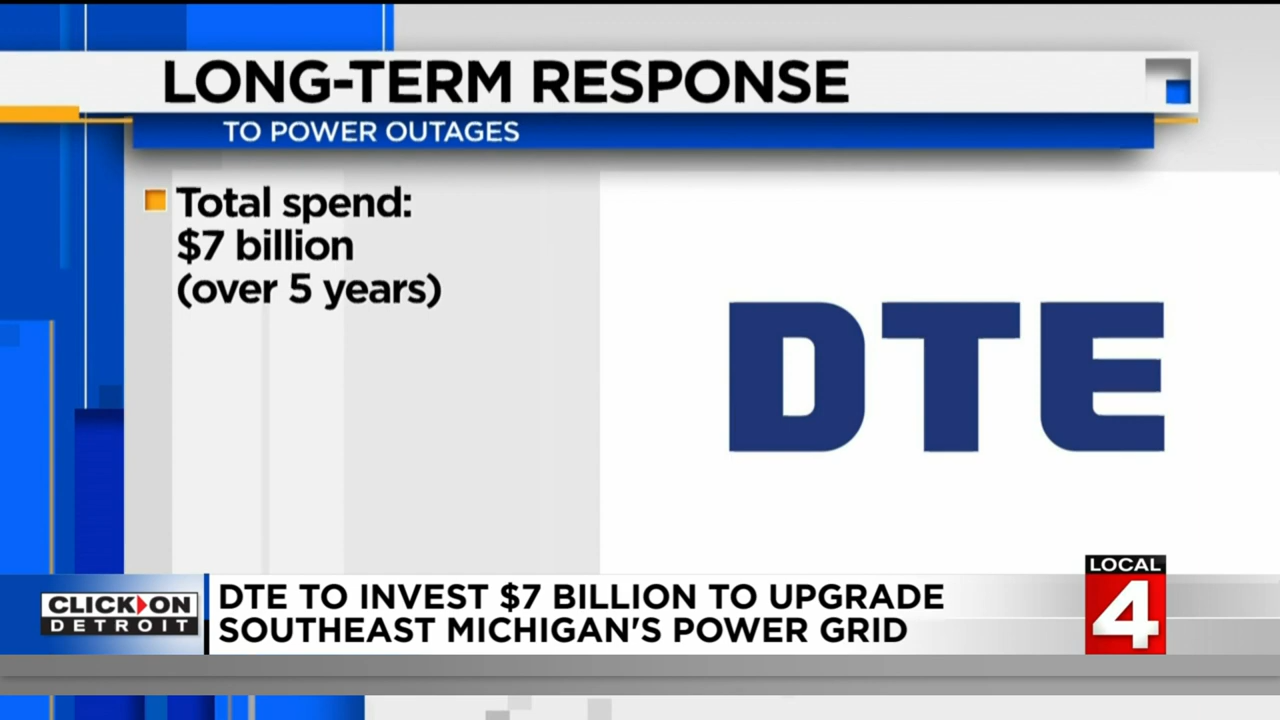 LONG-TERM RESPONSE
TO POWER OUTAGES
Total spend:
$7 billion
(over 5 years)
DTE
CLICK ON
DETROIT
DTE TO INVEST $7 BILLION TO UPGRADE
SOUTHEAST MICHIGAN'S POWER GRID
LOCAL
4